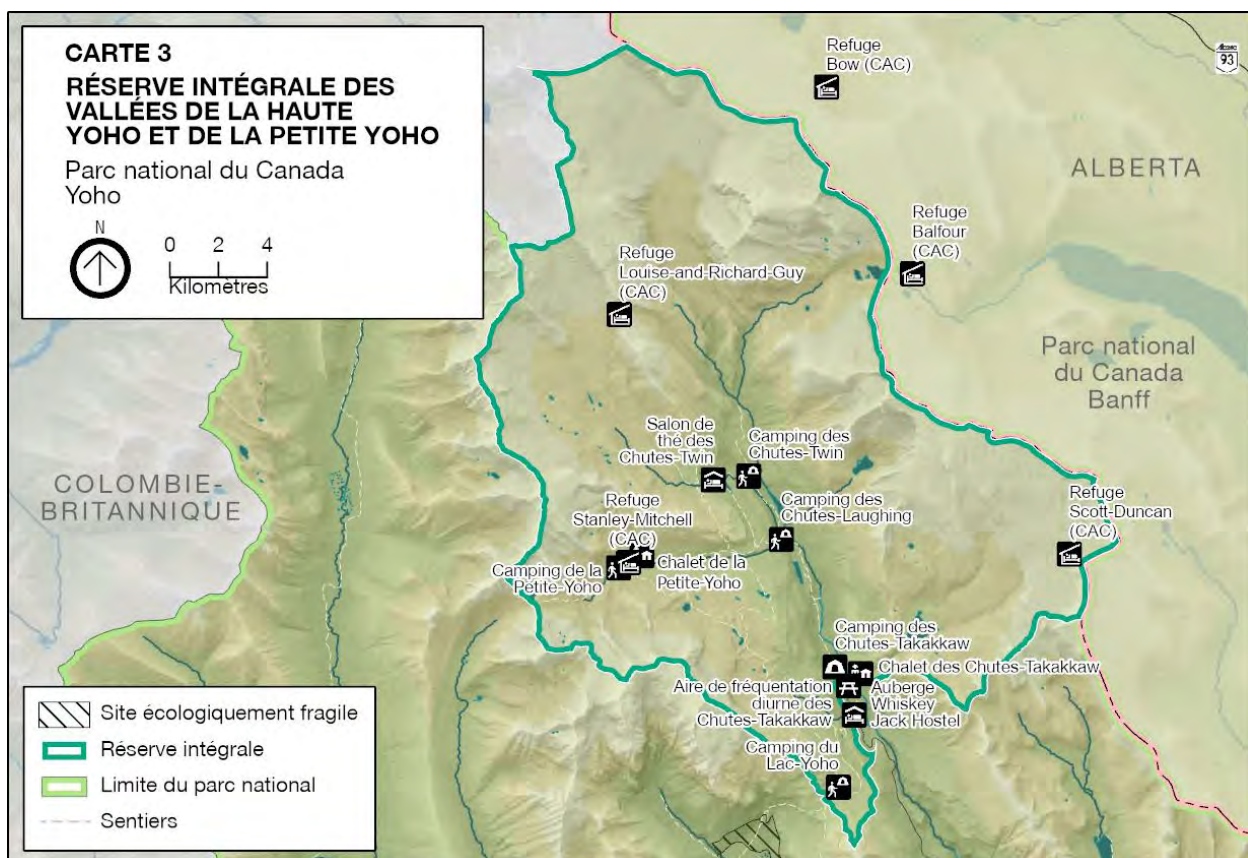 CARTE 3
RÉSERVE INTÉGRALE DES
VALLÉES DE LA HAUTE
YOHO ET DE LA PETITE YOHO
Parc national du Canada
Yoho
N
0 2 4
Kilomètres
Refuge
Bow (CAC)
Alberta
93
ALBERTA
Refuge
Balfour
(CAC)
Refuge
Louise-and-Richard-Guy
(CAC)
Parc national
du Canada
Banff
Salon de
thé des
Chutes-Twin
Camping des
Chutes-Twin
COLOMBIE-
BRITANNIQUE
Camping des
Chutes-Laughing
Refuge
Scott-Duncan
(CAC)
Refuge
Stanley-Mitchell
(CAC)
Camping de la
Petite-Yoho
Chalet de la
Petite-Yoho
Camping des
Chutes-Takakkaw
Chalet des Chutes-Takakkaw
Aire de fréquentation
diurne des
Chutes-Takakkaw
Auberge
Whiskey
Jack Hostel
Camping du
Lac-Yoho
Site écologiquement fragile
Réserve intégrale
Limite du parc national
Sentiers